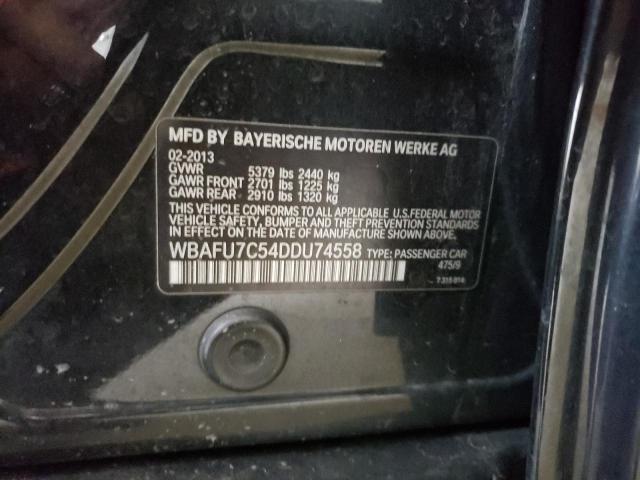 MFD BY BAYERISCHE MOTOREN WERKE AG
02-2013
GVWR 5379 lbs 2440 kg
GAWR FRONT 2701 lbs 1225 kg
GAWR REAR 2910 lbs 1320 kg
THIS VEHICLE CONFORMS TO ALL APPLICABLE U.S.FEDERAL MOTOR
VEHICLE SAFETY, BUMPER AND THEFT PREVENTION STANDARDS
IN EFFECT ON THE DATE OF MANUFACTURE SHOWN ABOVE.
WBAFU7C54DDU74558 TYPE: PASSENGER CAR
475/9